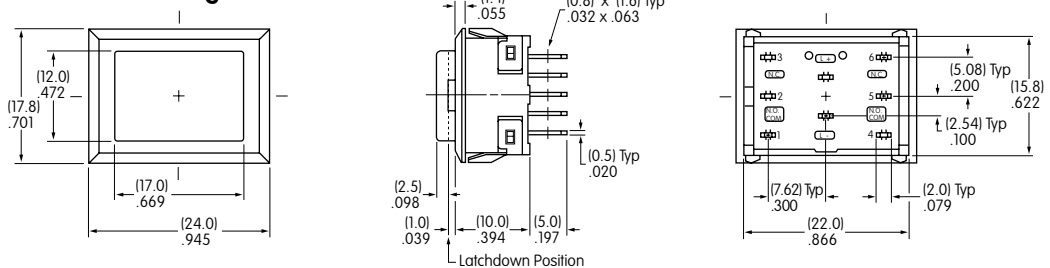 (17.8)
.701
(12.0)
.472
(17.0)
.669
(24.0)
.945
.055
(0.8) x (1.6) Typ
.032 x .063
(0.5) Typ
.020
(2.5)
.098
(1.0)
.039
(10.0)
.394
(5.0)
.197
Latchdown Position
3
L +
6
N.C.
N.C.
2
5
N.O.
COM
N.O.
COM
1
L -
4
(5.08) Typ
.200
(15.8)
.622
(2.54) Typ
.100
(7.62) Typ
.300
(2.0) Typ
.079
(22.0)
.866